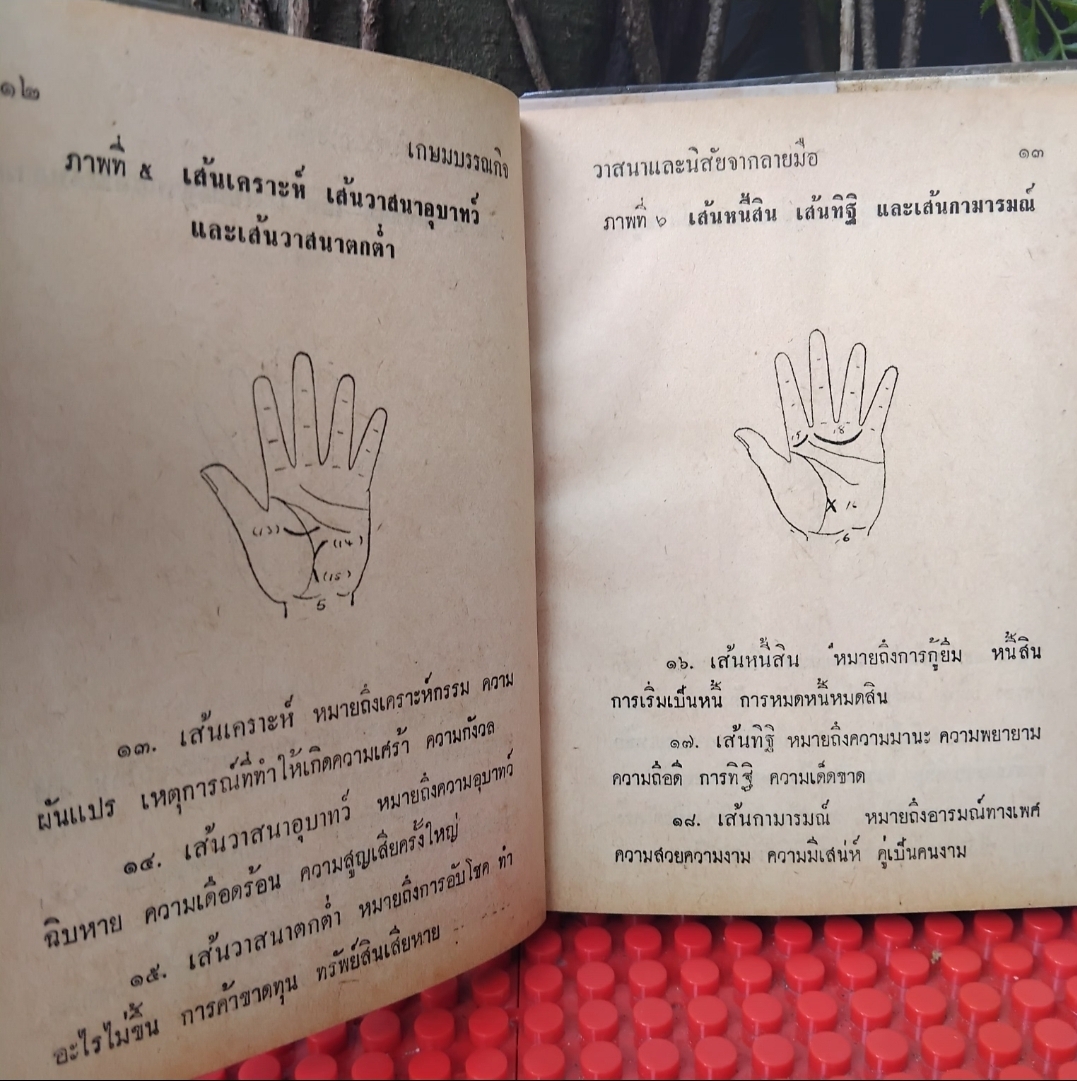 ๑๒
เกษมบรรณกิจ
ภาพที่ ๕ เส้นเคราะห์ เส้นวาสนาอุบาทว์
และเส้นวาสนาตกต่ำ
(13)
(14)
(15)
5
๑๓. เส้นเคราะห์ หมายถึงเคราะห์กรรม ความ
ผันแปร เหตุการณ์ที่ทำให้เกิดความเศร้า ความกังวล
๑๔. เส้นวาสนาอุบาทว์ หมายถึงความอุบาทว์
ฉิบหาย ความเดือดร้อน ความสูญเสียครั้งใหญ่
๑๕. เส้นวาสนาตกต่ำ หมายถึงการอับโชค ทำ
อะไรไม่ขึ้น การค้าขาดทุน ทรัพย์สินเสียหาย
วาสนาและนิสัยจากลายมือ ๑๓
ภาพที่ ๖ เส้นหนี้สิน เส้นทิฐิ และเส้นกามารมณ์
18
6
๑๖. เส้นหนี้สิน หมายถึงการกู้ยืม หนี้สิน
การเริ่มเป็นหนี้ การหมดหนี้หมดสิน
๑๗. เส้นทิฐิ หมายถึงความมานะ ความพยายาม
ความถือดี การทิฐิ ความเด็ดขาด
๑๘. เส้นกามารมณ์ หมายถึงอารมณ์ทางเพศ
ความสวยความงาม ความมีเสน่ห์ คู่เป็นคนงาม